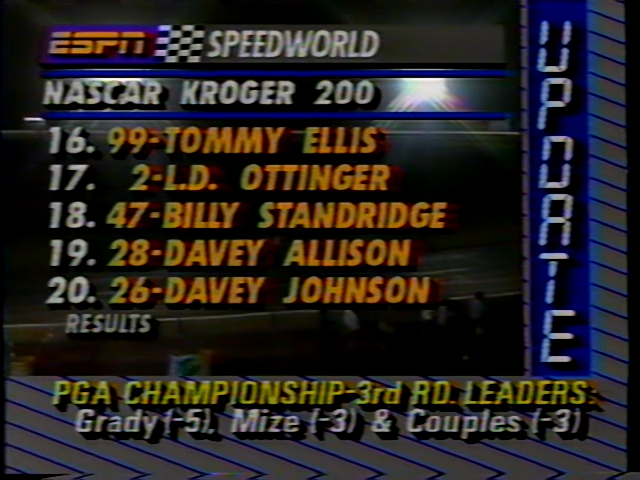 ESPN SPEEDWORLD
NASCAR KROGER 200
16. 99-TOMMY ELLIS
17. 2-L.D. OTTINGER
18. 47-BILLY STANDRIDGE
19. 28-DAVEY ALLISON
20. 26-DAVEY JOHNSON
RESULTS
UPDATE
PGA CHAMPIONSHIP-3rd RD. LEADERS:
Grady (-5), Mize (-3) & Couples (-3)